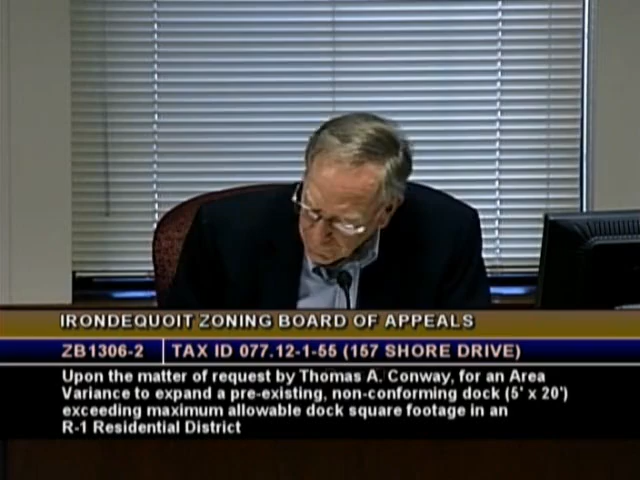 IRONDEQUOIT ZONING BOARD OF APPEALS
ZB1306-2 TAX ID 077.12-1-55 (157 SHORE DRIVE)
Upon the matter of request by Thomas A. Conway, for an Area
Variance to expand a pre-existing, non-conforming dock (5' x 20')
exceeding maximum allowable dock square footage in an
R-1 Residential District